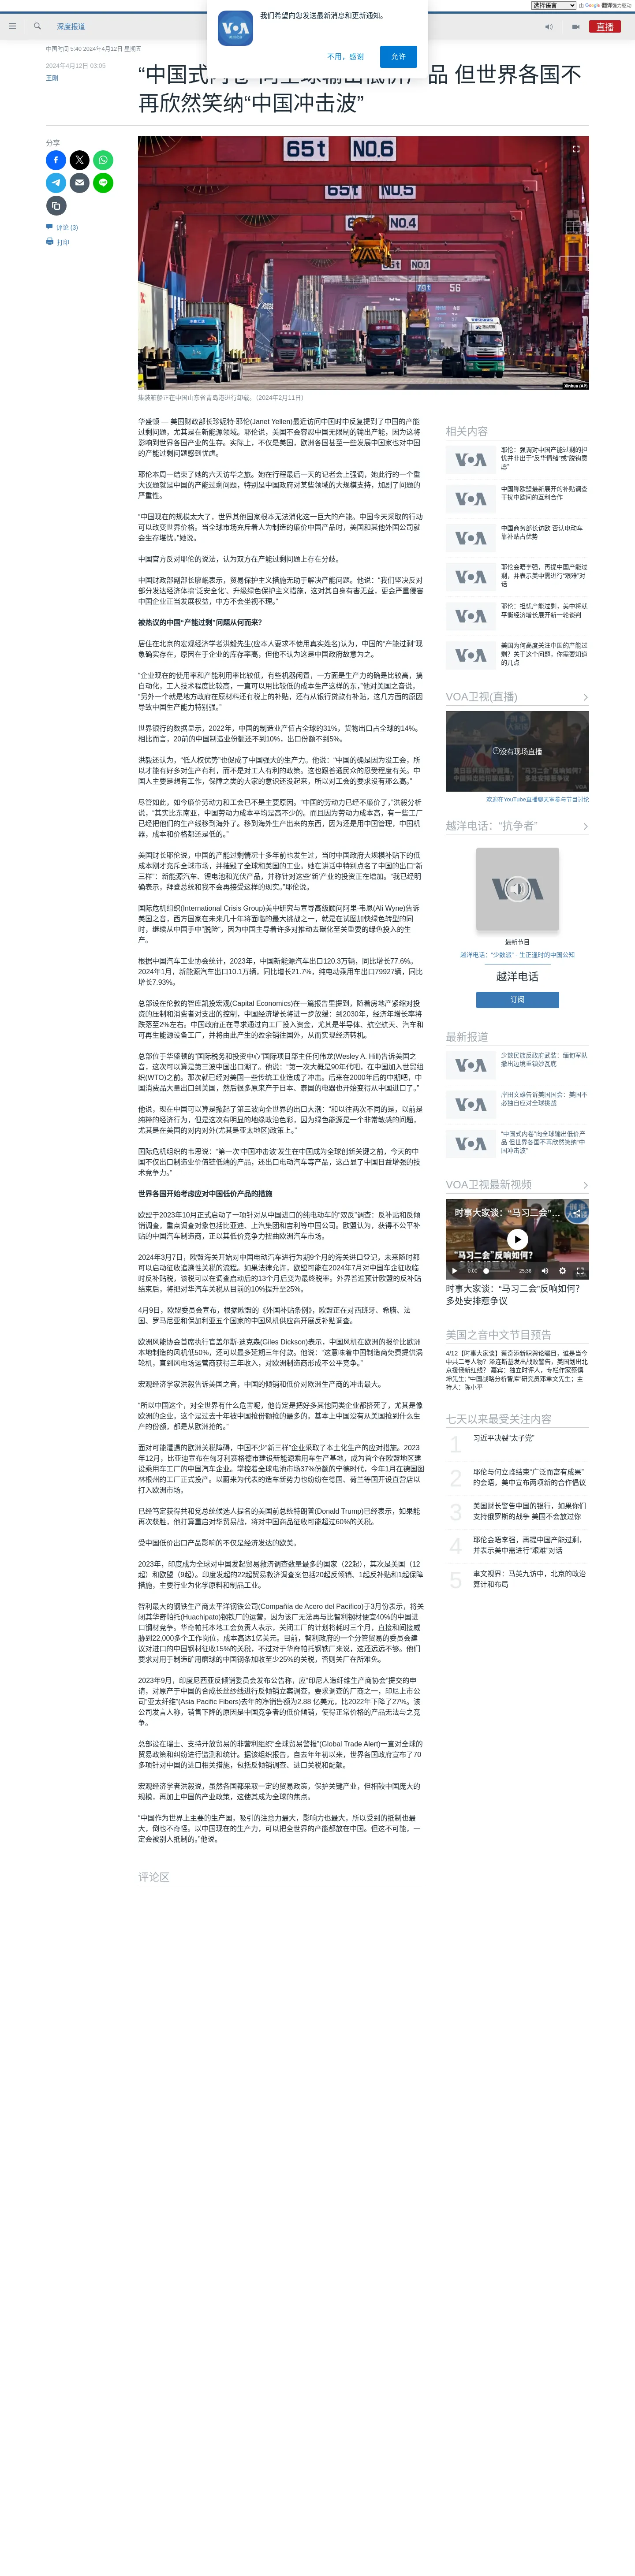 选择语言 由 Google 翻译强力驱动
我们希望向您发送最新消息和更新通知。
不用，感谢
允许
深度报道
直播
中国时间 5:40 2024年4月12日 星期五
2024年4月12日 03:05
王刚
品 但世界各国不
再欣然笑纳“中国冲击波”
分享
评论 (3)
打印
65t NO.6
65t NO.
65t NO.1
70t 56
Xinhua (AP)
集装箱船正在中国山东省青岛港进行卸载。（2024年2月11日）
华盛顿 — 美国财政部长珍妮特·耶伦(Janet Yellen)最近访问中国时中反复提到了中国的产能
过剩问题，尤其是在新能源领域。耶伦说，美国不会容忍中国无限制的输出产能，因为这将
影响到世界各国产业的生存。实际上，不仅是美国，欧洲各国甚至一些发展中国家也对中国
的产能过剩问题感到忧虑。
耶伦本周一结束了她的六天访华之旅。她在行程最后一天的记者会上强调，她此行的一个重
大议题就是中国的产能过剩问题，特别是中国政府对某些领域的大规模支持，加剧了问题的
严重性。
“中国现在的规模太大了，世界其他国家根本无法消化这一巨大的产能。中国今天采取的行动
可以改变世界价格。当全球市场充斥着人为制造的廉价中国产品时，美国和其他外国公司就
会生存堪忧。”她说。
中国官方反对耶伦的说法，认为双方在产能过剩问题上存在分歧。
中国财政部副部长廖岷表示，贸易保护主义措施无助于解决产能问题。他说：“我们坚决反对
部分发达经济体搞‘泛安全化’、升级绿色保护主义措施，这对其自身有害无益，更会严重侵害
中国企业正当发展权益，中方不会坐视不理。”
被热议的中国“产能过剩”问题从何而来？
居住在北京的宏观经济学者洪毅先生(应本人要求不使用真实姓名)认为，中国的“产能过剩”现
象确实存在，原因在于企业的库存率高，但他不认为这是中国政府故意为之。
“企业现在的使用率和产能利用率比较低，有些机器闲置，一方面是生产力的确是比较高，搞
自动化，工人技术程度比较高，一直可以用比较低的成本生产这样的东，”他对美国之音说，
“另外一个就是地方政府在原材料还有税上的补贴，还有从银行贷款有补贴，这几方面的原因
导致中国生产能力特别强。”
世界银行的数据显示，2022年，中国的制造业产值占全球的31%，货物出口占全球的14%。
相比而言，20前的中国制造业份额还不到10%，出口份额不到5%。
洪毅还认为，“低人权优势”也促成了中国强大的生产力。他说：“中国的确是因为没工会，所
以才能有好多对生产有利，而不是对工人有利的政策。这也跟普通民众的忍受程度有关。中
国人主要是想有工作，保障之类的我以后才能想到，所以对工会的要求没有那么高。”
尽管如此，如今廉价劳动力和工会已不是主要原因。“中国的劳动力已经不廉价了，”洪毅分析
说，“其实比东南亚，中国劳动力成本平均是高不少的。而且因为劳动力成本高，有一些工厂
已经把他们的生产线移到海外了。移到海外生产出来的东西，因为还是用中国管理，中国机
器，成本和价格都还是低的。”
美国财长耶伦说，中国的产能过剩情况十多年前也发生过，当时中国政府大规模补贴下的低
成本刚才充斥全球市场，并摧毁了全球和美国的工业。她在讲话中特别点名了中国的出口“新
三样”：新能源汽车、锂电池和光伏产品，并称针对这些‘新’产业的投资正在增加。“我已经明
确表示，拜登总统和我不会再接受这样的现实。”耶伦说。
国际危机组织(International Crisis Group)美中研究与宣导高级顾问阿里·韦恩(Ali Wyne)告诉
美国之音，西方国家在未来几十年将面临的最大挑战之一，就是在试图加快绿色转型的同
时，继续从中国手中“脱险”，因为中国主导着许多对推动去碳化至关重要的绿色投入的生
产。
根据中国汽车工业协会统计，2023年，中国新能源汽车出口120.3万辆，同比增长77.6%。
2024年1月，新能源汽车出口10.1万辆，同比增长21.7%，纯电动乘用车出口79927辆，同比
增长7.93%。
总部设在伦敦的智库凯投宏观(Capital Economics)在一篇报告里提到，随着房地产紧缩对投
资的压制和消费者对支出的控制，中国经济增长将进一步放缓；到2030年，经济年增长率将
跌落至2%左右。中国政府正在寻求通过向工厂投入资金，尤其是半导体、航空航天、汽车和
可再生能源设备工厂，并将由此产生的盈余销往国外，从而实现经济转机。
总部位于华盛顿的“国际税务和投资中心”国际项目部主任何伟龙(Wesley A. Hill)告诉美国之
音，这次可以算是第三波中国出口潮了。他说：“第一次大概是90年代吧，在中国加入世贸组
织(WTO)之前。那次就已经对美国一些传统工业造成了冲击。后来在2000年后的中期吧，中
国消费品大量出口到美国，然后很多原来产于日本、泰国的电器也开始变得从中国进口了。”
他说，现在中国可以算是掀起了第三波向全世界的出口大潮：“和以往两次不同的是，以前是
纯粹的经济活力，但是这次有明显的地缘政治色彩，因为绿色能源是一个非常敏感的问题，
尤其是在美国的对内对外(尤其是亚太地区)政策上。”
国际危机组织的韦恩说：“第一次‘中国冲击波’发生在中国成为全球创新关键之前，今天的中
国不仅出口制造业价值链低端的产品，还出口电动汽车等产品，这凸显了中国日益增强的技
术竞争力。”
世界各国开始考虑应对中国低价产品的措施
欧盟于2023年10月正式启动了一项针对从中国进口的纯电动车的“双反”调查：反补贴和反倾
销调查，重点调查对象包括比亚迪、上汽集团和吉利等中国公司。欧盟认为，获得不公平补
贴的中国汽车制造商，正以其低价竞争力扭曲欧洲汽车市场。
2024年3月7日，欧盟海关开始对中国电动汽车进行为期9个月的海关进口登记，未来随时都
可以启动征收追溯性关税的流程。如果法律允许，欧盟可能在2024年7月对中国车企征收临
时反补贴税，该税可以在调查启动后的13个月后变为最终税率。外界普遍预计欧盟的反补贴
结束后，将把对华汽车关税从目前的10%提升至25%。
4月9日，欧盟委员会宣布，根据欧盟的《外国补贴条例》，欧盟正在对西班牙、希腊、法
国、罗马尼亚和保加利亚五个国家的中国风机供应商开展反补贴调查。
欧洲风能协会首席执行官盖尔斯·迪克森(Giles Dickson)表示，中国风机在欧洲的报价比欧洲
本地制造的风机低50%，还可以最多延期三年付款。他说：“这意味着中国制造商免费提供涡
轮机，直到风电场运营商获得三年收入，对欧洲制造商形成不公平竞争。”
宏观经济学家洪毅告诉美国之音，中国的倾销和低价对欧洲生产商的冲击最大。
“所以中国这个，对全世界有什么危害呢，他肯定是把好多其他同类企业都挤死了，尤其是像
欧洲的企业。这个是过去十年被中国抢份额抢的最多的。基本上中国没有从美国抢到什么生
产的份额，都是从欧洲抢的。”
面对可能遭遇的欧洲关税障碍，中国不少“新三样”企业采取了本土化生产的应对措施。2023
年12月，比亚迪宣布在匈牙利赛格德市建设新能源乘用车工厂，成为首个在欧盟地区建厂
运乘用车工厂的中国汽车企业。掌控着全球电池市场37%份额的宁德时代，今年1月在德国图
林根州的工厂正式投产。以蔚来为代表的造车新势力也纷纷在德国、荷兰等国开设直营店以
打入欧洲市场。
已经笃定获得共和党总统候选人提名的美国前总统特朗普(Donald Trump)已经表示，如果能
再次获胜，他打算重启对华贸易战，将对中国商品征收可能超过60%的关税。
受中国低价出口产品影响的不仅是经济发达的欧美。
2023年，印度成为全球对中国发起贸易救济调查数量最多的国家（22起），其次是美国（12
起）和欧盟（9起）。印度发起的22起贸易救济调查案包括20起反倾销、1起反补贴和1起保障
措施，主要行业为化学原料和制品工业。
智利最大的钢铁生产商太平洋钢铁公司(Compañía de Acero del Pacífico)于3月份表示，将关
闭其华奇帕托(Huachipato)钢铁厂的运营，因为该厂无法再与比智利钢材便宜40%的中国进
口钢材竞争。华奇帕托本地工会负责人表示，关闭工厂的计划将耗时三个月，直接和间接威
胁到22,000多个工作岗位，成本高达1亿美元。目前，智利政府的一个分管贸易的委员会建
议对进口的中国钢材征收15%的关税，不过对于华奇帕托钢铁厂来说，这还远远不够。他们
要求对用于制造矿用磨球的中国钢条加收至少25%的关税，否则关厂在所难免。
2023年9月，印度尼西亚反倾销委员会发布公告称，应“印尼人造纤维生产商协会”提交的申
请，对原产于中国的合成长丝纱线进行反倾销立案调查。要求调查的厂商之一，印尼上市公
司“亚太纤维”(Asia Pacific Fibers)去年的净销售额为2.88 亿美元，比2022年下降了27%。该
公司发言人称，销售下降的原因是中国竞争者的低价倾销，使得正常价格的产品无法与之竞
争。
总部设在瑞士、支持开放贸易的非营利组织“全球贸易警报”(Global Trade Alert)一直对全球的
贸易政策和纠纷进行监测和统计。据该组织报告，自去年年初以来，世界各国政府宣布了70
多项针对中国的进口相关措施，包括反倾销调查、进口关税和配额。
宏观经济学者洪毅说，虽然各国都采取一定的贸易政策，保护关键产业，但相较中国庞大的
规模，再加上中国的产业政策，这使其成为全球的焦点。
“中国作为世界上主要的生产国，吸引的注意力最大，影响力也最大，所以受到的抵制也最
大，倒也不奇怪。以中国现在的生产力，可以把全世界的产能都放在中国。但这不可能，一
定会被别人抵制的。”他说。
评论区
相关内容
耶伦：强调对中国产能过剩的担
忧并非出于“反华情绪”或“脱钩意
愿”
中国称欧盟最新展开的补贴调查
干扰中欧间的互利合作
中国商务部长访欧 否认电动车
靠补贴占优势
耶伦会晤李强，再提中国产能过
剩，并表示美中需进行“艰难”对
话
耶伦：担忧产能过剩，美中将就
平衡经济增长展开新一轮谈判
美国为何高度关注中国的产能过
剩？关于这个问题，你需要知道
的几点
VOA卫视(直播)
没有现场直播
欢迎在YouTube直播聊天室参与节目讨论
越洋电话：“抗争者”
最新节目
越洋电话：“少数派” - 生正逢时的中国公知
越洋电话
订阅
最新报道
少数民族反政府武装：缅甸军队
撤出边境重镇妙瓦底
岸田文雄告诉美国国会：美国不
必独自应对全球挑战
“中国式内卷”向全球输出低价产
品 但世界各国不再欣然笑纳“中
国冲击波”
VOA卫视最新视频
时事大家谈：“马习二会”…
“马习二会”反响如何?
0:00
25:36
时事大家谈：“马习二会”反响如何？
多处安排惹争议
美国之音中文节目预告
4/12【时事大家谈】蔡奇添新职舆论瞩目，谁是当今
中共二号人物？泽连斯基发出战败警告，美国划出北
京援俄新红线？ 嘉宾：独立时评人，专栏作家蔡慎
坤先生; “中国战略分析智库”研究员邓聿文先生；主
持人：陈小平
七天以来最受关注内容
1 习近平决裂“太子党”
2 耶伦与何立峰结束“广泛而富有成果”
的会晤，美中宣布两项新的合作倡议
3 美国财长警告中国的银行，如果你们
支持俄罗斯的战争 美国不会放过你
4 耶伦会晤李强，再提中国产能过剩，
并表示美中需进行“艰难”对话
5 聿文视界：马英九访中，北京的政治
算计和布局